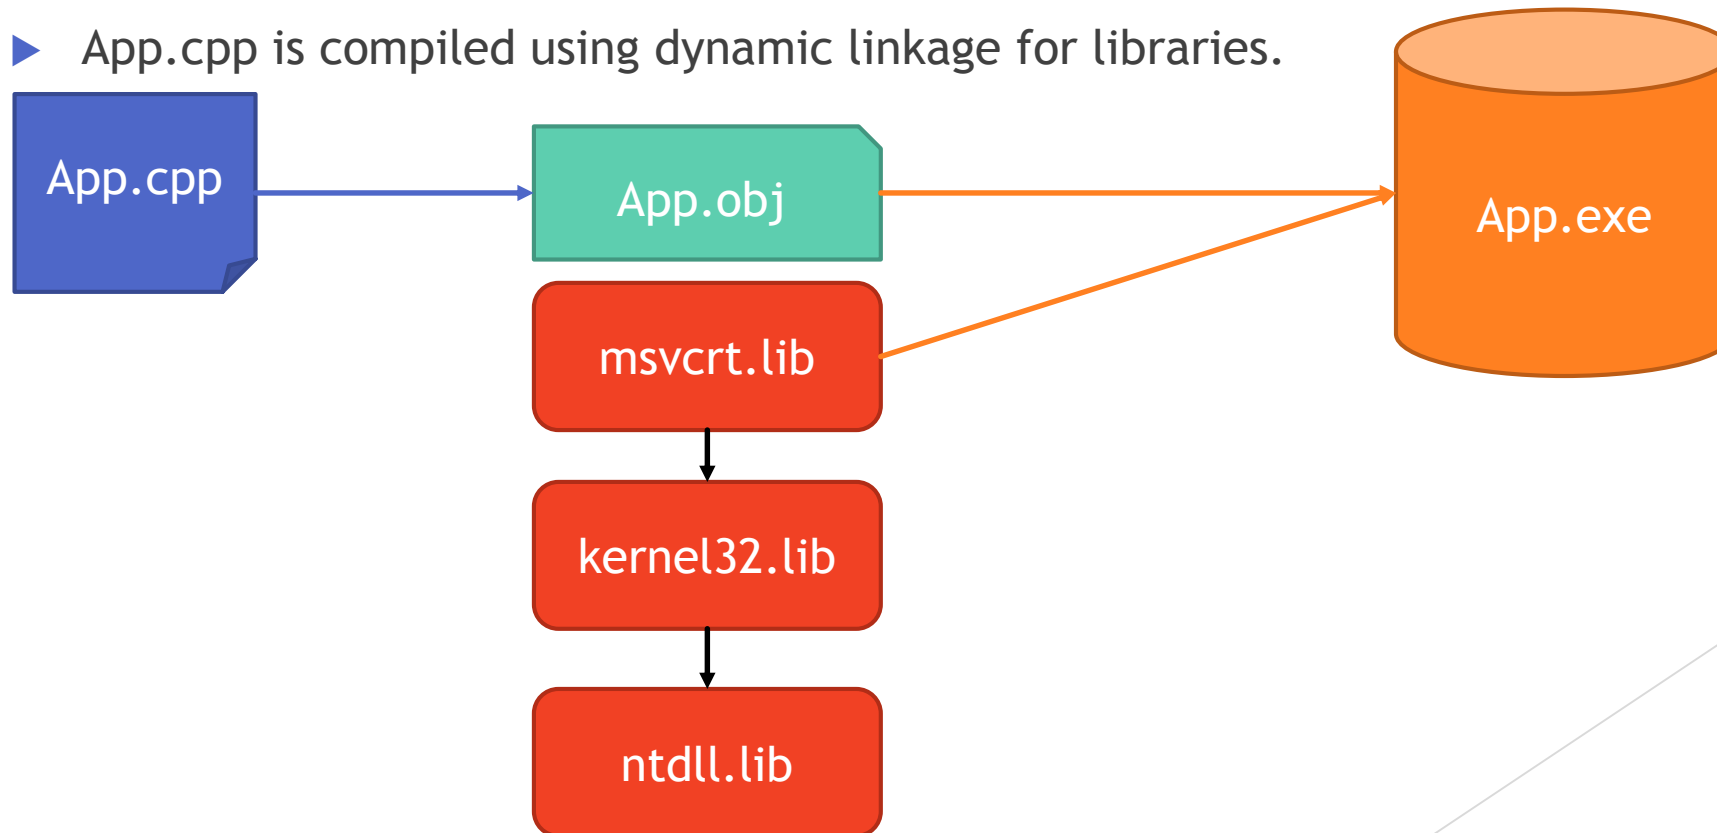 App.cpp is compiled using dynamic linkage for libraries.
App.cpp
App.obj
App.exe
msvcrt.lib
kernel32.lib
ntdll.lib